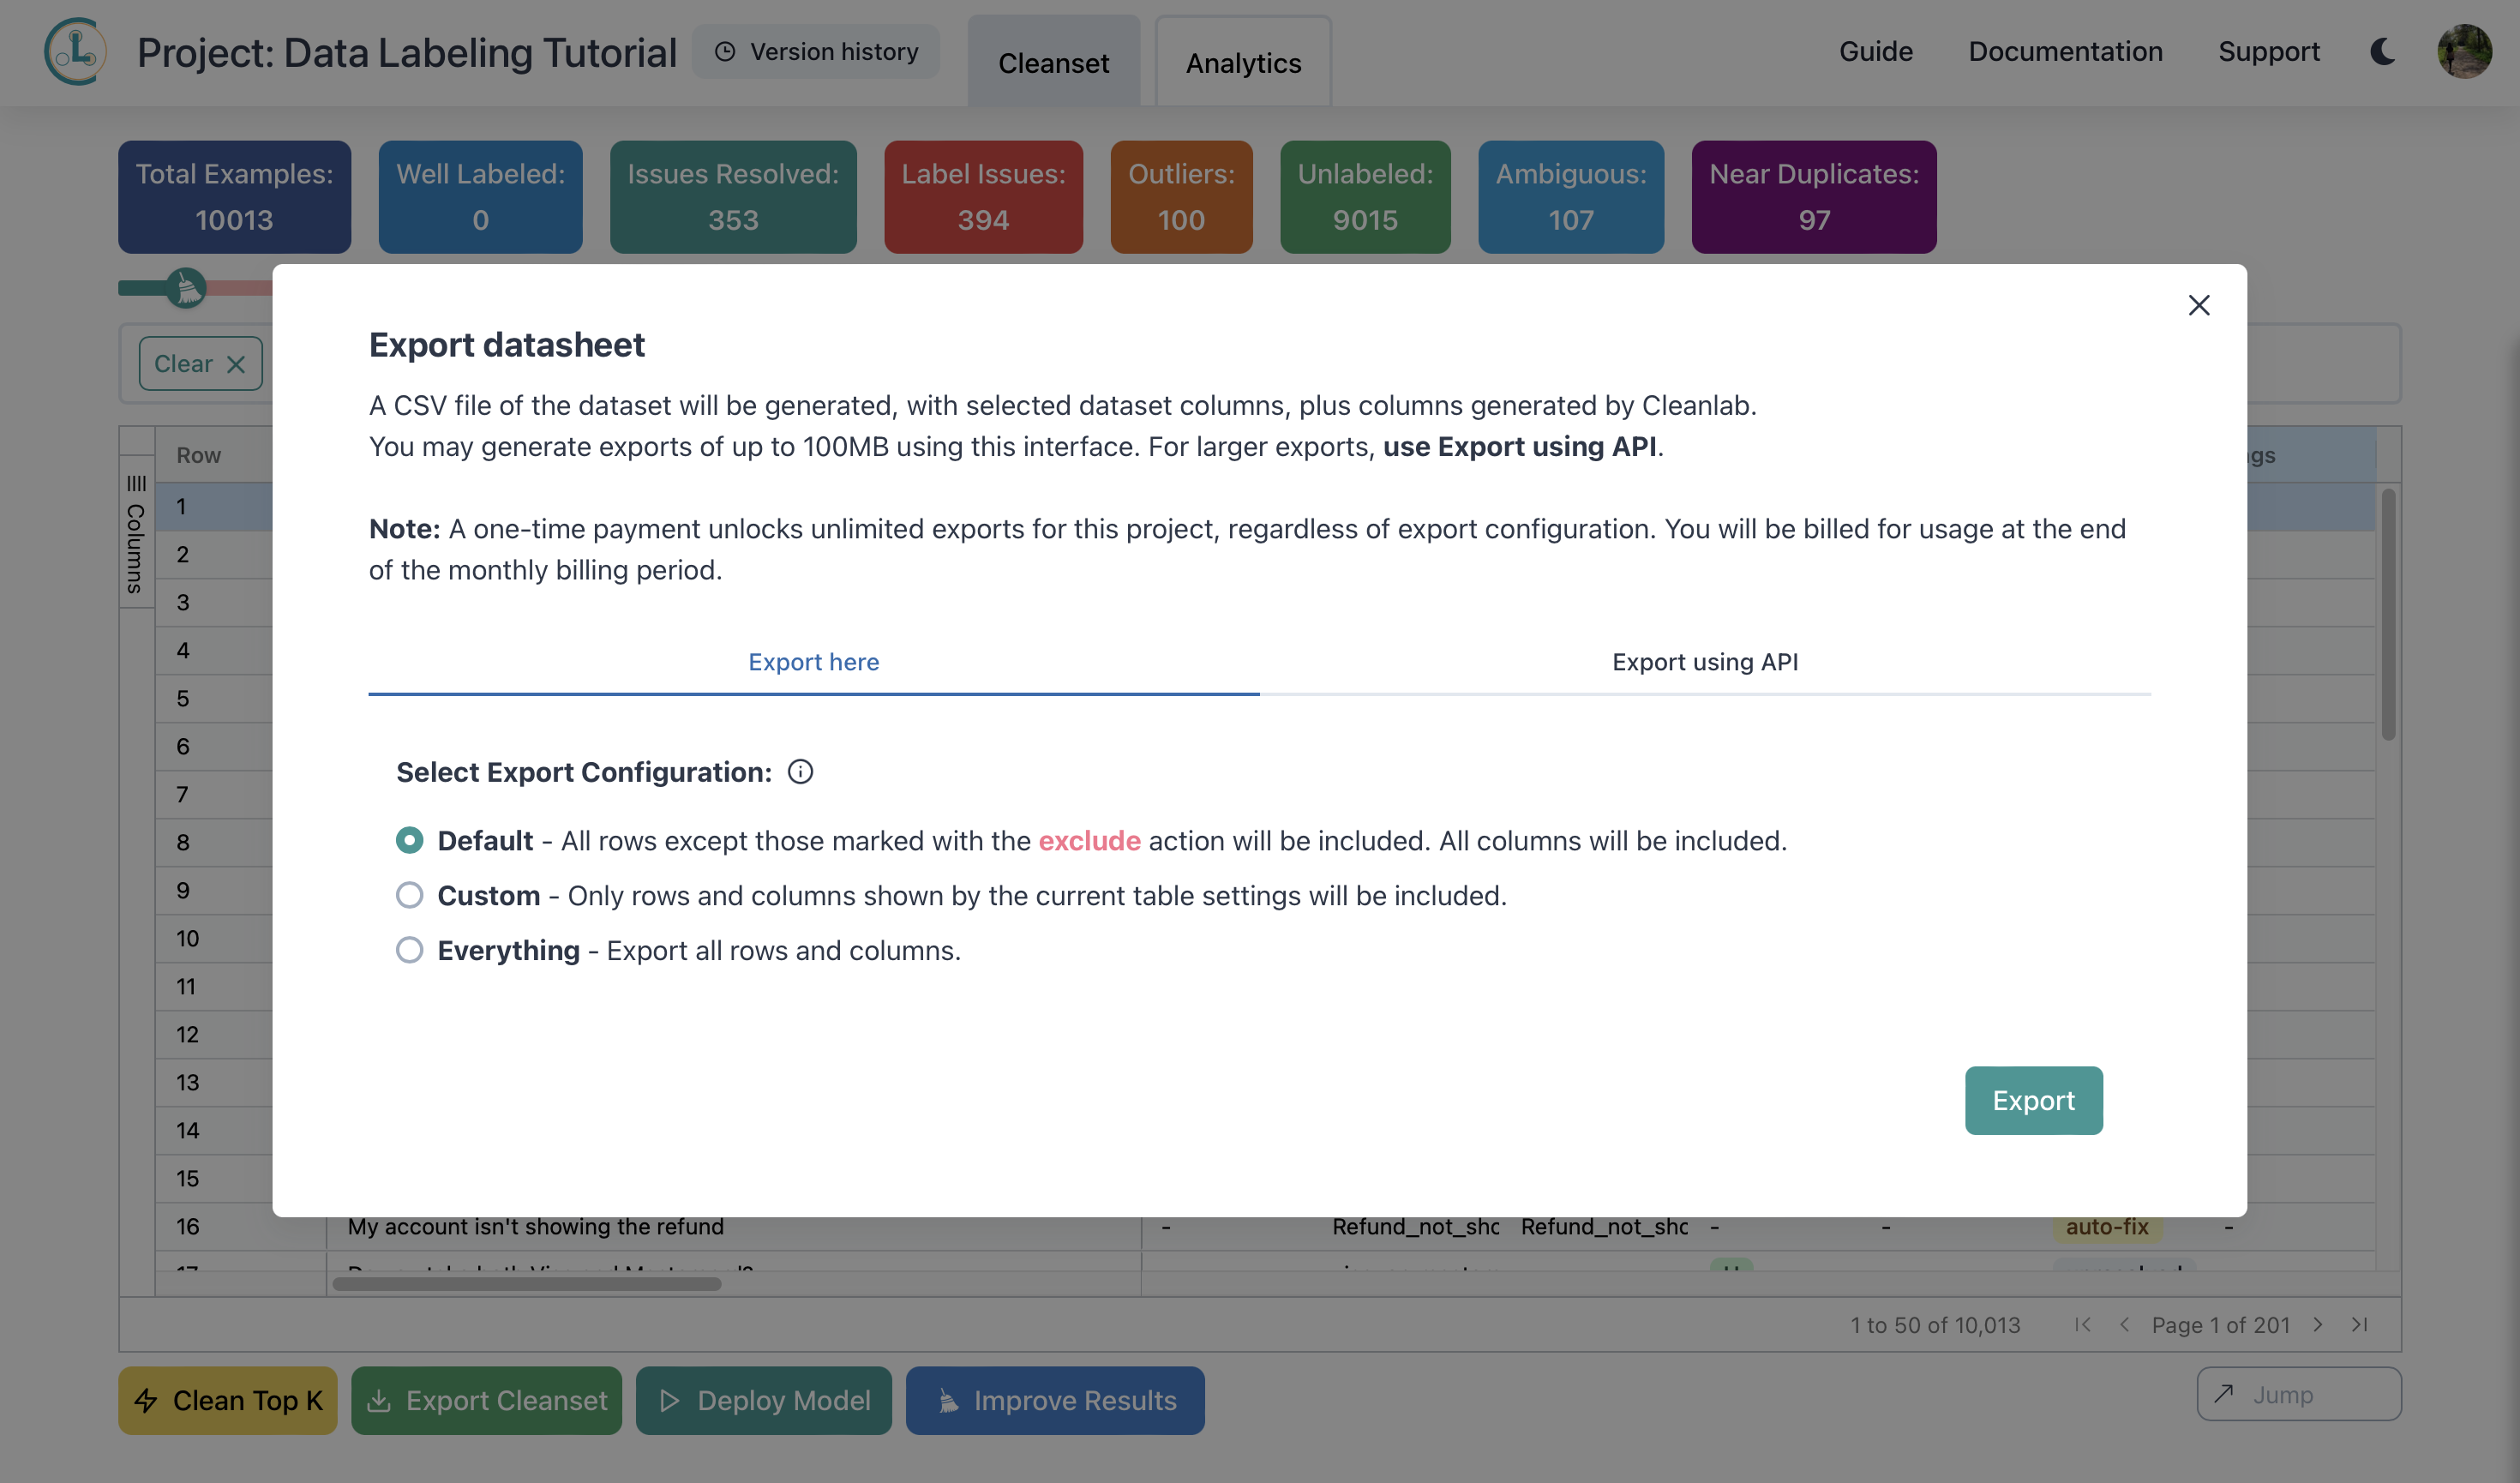 Project: Data Labeling Tutorial
Version history
Cleanset
Analytics
Guide
Documentation
Support
Total Examples:
10013
Well Labeled:
0
Issues Resolved:
353
Label Issues:
394
Outliers:
100
Unlabeled:
9015
Ambiguous:
107
Near Duplicates:
97
Clear
Export datasheet
A CSV file of the dataset will be generated, with selected dataset columns, plus columns generated by Cleanlab.
You may generate exports of up to 100MB using this interface. For larger exports, use Export using API.
Note: A one-time payment unlocks unlimited exports for this project, regardless of export configuration. You will be billed for usage at the end
of the monthly billing period.
Export here
Export using API
Select Export Configuration:
Default - All rows except those marked with the exclude action will be included. All columns will be included.
Custom - Only rows and columns shown by the current table settings will be included.
Everything - Export all rows and columns.
Export
Columns
Row
1
2
3
4
5
6
7
8
9
10
11
12
13
14
15
16 My account isn't showing the refund - Refund_not_sho Refund_not_sho - - auto-fix -
1 to 50 of 10,013
Page 1 of 201
Clean Top K
Export Cleanset
Deploy Model
Improve Results
Jump